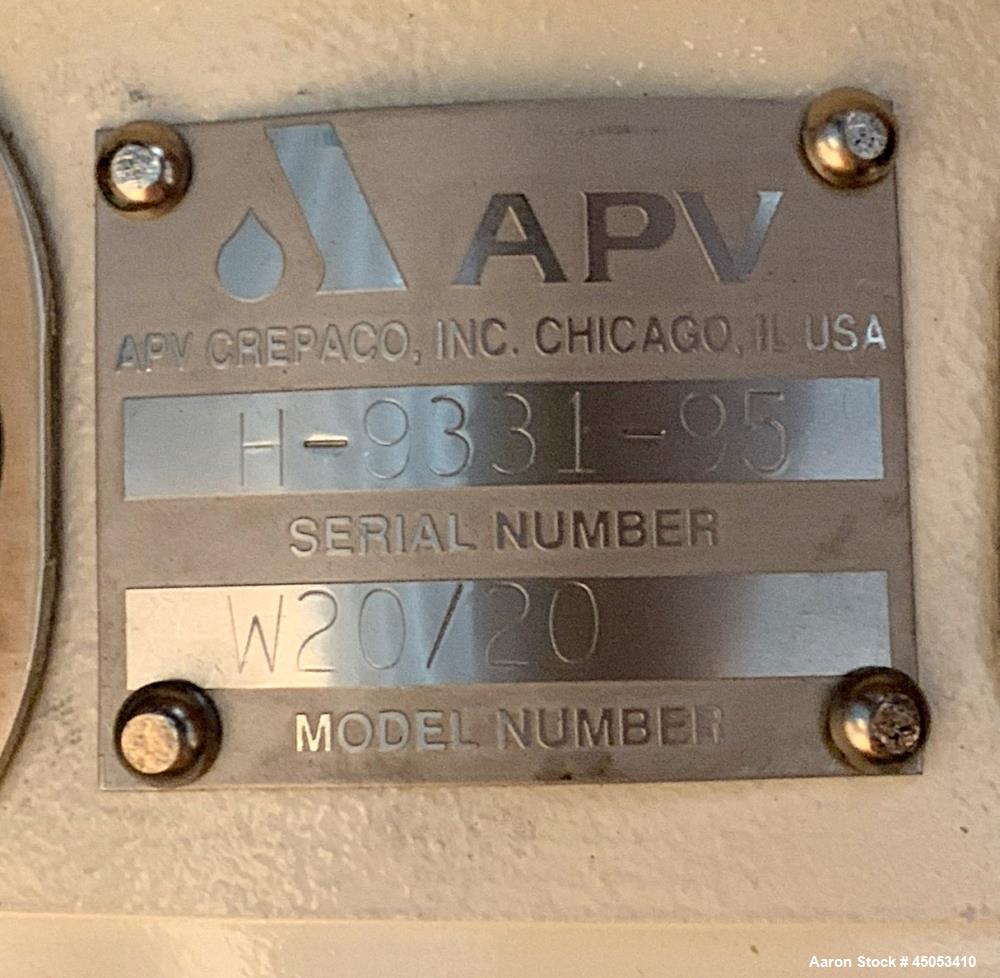 APV
APV CREPACO, INC. CHICAGO, IL USA
H-9331-95
SERIAL NUMBER
W20/20
MODEL NUMBER
Aaron Stock # 45053410